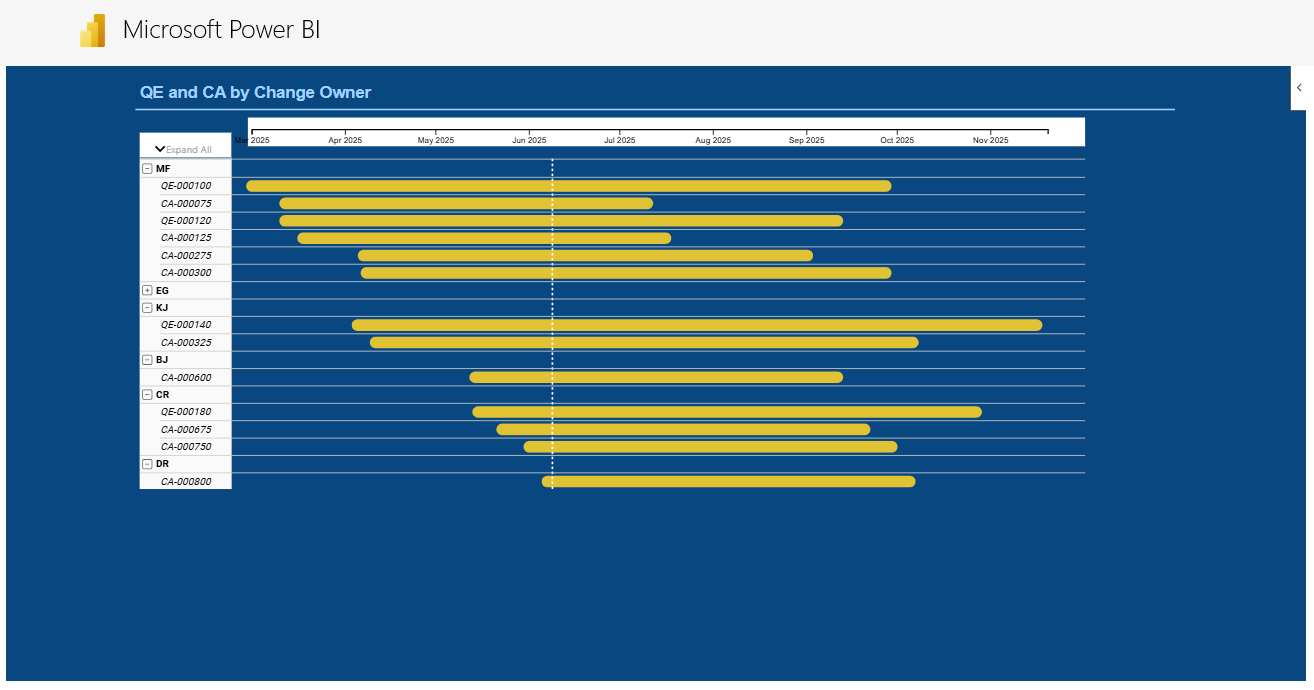 Microsoft Power BI
QE and CA by Change Owner
Mar 2025 Apr 2025 May 2025 Jun 2025 Jul 2025 Aug 2025 Sep 2025 Oct 2025 Nov 2025
Expand All
MF
QE-000100
CA-000075
QE-000120
CA-000125
CA-000275
CA-000300
EG
KJ
QE-000140
CA-000325
BJ
CA-000600
CR
QE-000180
CA-000675
CA-000750
DR
CA-000800